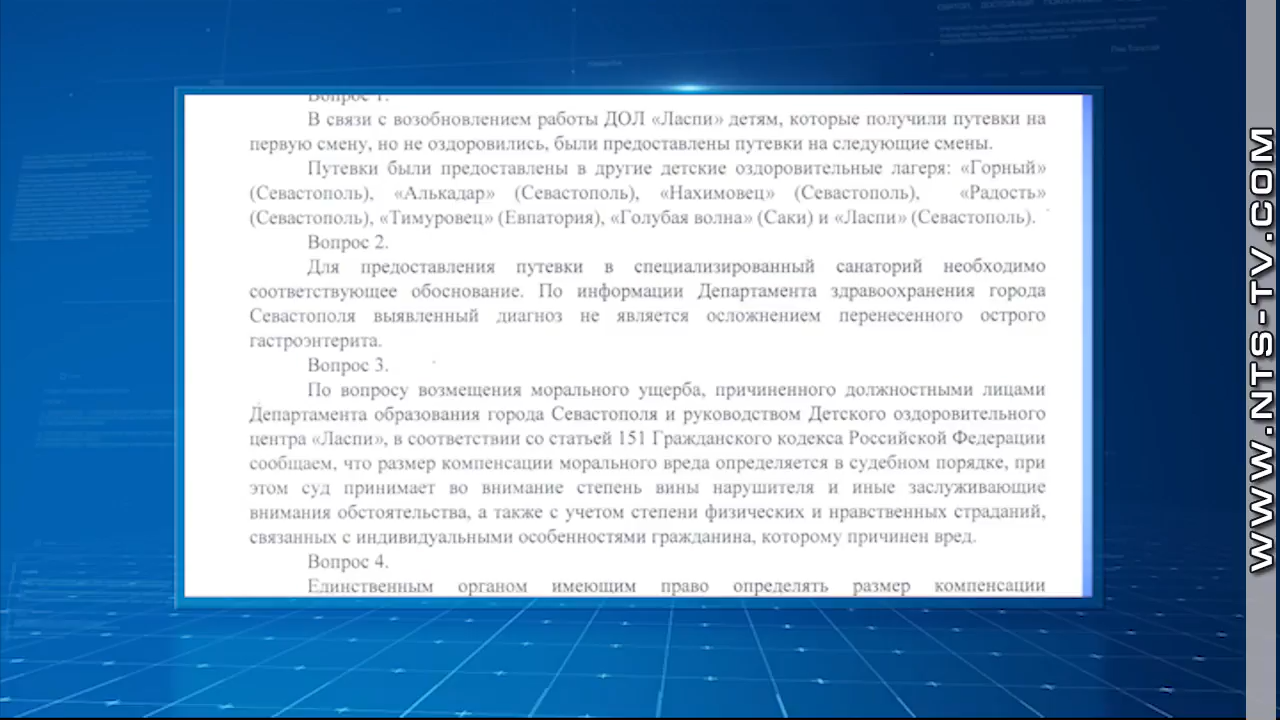 Вопрос 1.
В связи с возобновлением работы ДОЛ «Ласпи» детям, которые получили путевки на
первую смену, но не оздоровились, были предоставлены путевки на следующие смены.
Путевки были предоставлены в другие детские оздоровительные лагеря: «Горный»
(Севастополь), «Алькадар» (Севастополь), «Нахимовец» (Севастополь), «Радость»
(Севастополь), «Тимуровец» (Евпатория), «Голубая волна» (Саки) и «Ласпи» (Севастополь).
Вопрос 2.
Для предоставления путевки в специализированный санаторий необходимо
соответствующее обоснование. По информации Департамента здравоохранения города
Севастополя выявленный диагноз не является осложнением перенесенного острого
гастроэнтерита.
Вопрос 3.
По вопросу возмещения морального ущерба, причиненного должностными лицами
Департамента образования города Севастополя и руководством Детского оздоровительного
центра «Ласпи», в соответствии со статьей 151 Гражданского кодекса Российской Федерации
сообщаем, что размер компенсации морального вреда определяется в судебном порядке, при
этом суд принимает во внимание степень вины нарушителя и иные заслуживающие
внимания обстоятельства, а также с учетом степени физических и нравственных страданий,
связанных с индивидуальными особенностями гражданина, которому причинен вред.
Вопрос 4.
Единственным органом имеющим право определять размер компенсации
WWW.NTS-TV.COM